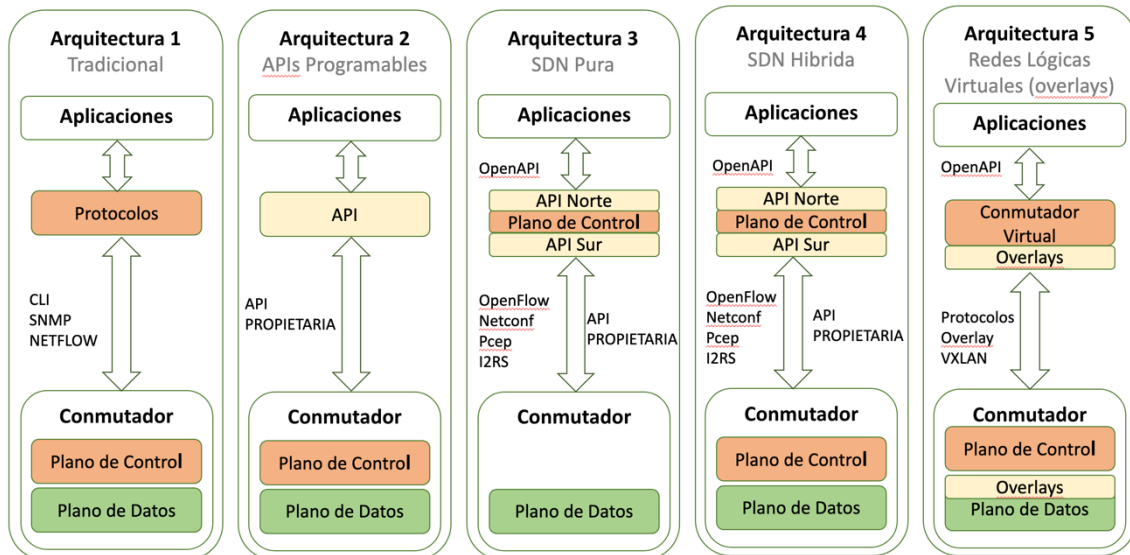 Arquitectura 1
Tradicional
Aplicaciones
Protocolos
CLI
SNMP
NETFLOW
Conmutador
Plano de Control
Plano de Datos
Arquitectura 2
APIs Programables
Aplicaciones
API
API
PROPIETARIA
Conmutador
Plano de Control
Plano de Datos
Arquitectura 3
SDN Pura
Aplicaciones
OpenAPI
API Norte
Plano de Control
API Sur
OpenFlow
Netconf
Pcep
I2RS
API
PROPIETARIA
Conmutador
Plano de Datos
Arquitectura 4
SDN Hibrida
Aplicaciones
OpenAPI
API Norte
Plano de Control
API Sur
OpenFlow
Netconf
Pcep
I2RS
API
PROPIETARIA
Conmutador
Plano de Control
Plano de Datos
Arquitectura 5
Redes Lógicas
Virtuales (overlays)
Aplicaciones
OpenAPI
Conmutador
Virtual
Overlays
Protocolos
Overlay
VXLAN
Conmutador
Plano de Control
Overlays
Plano de Datos